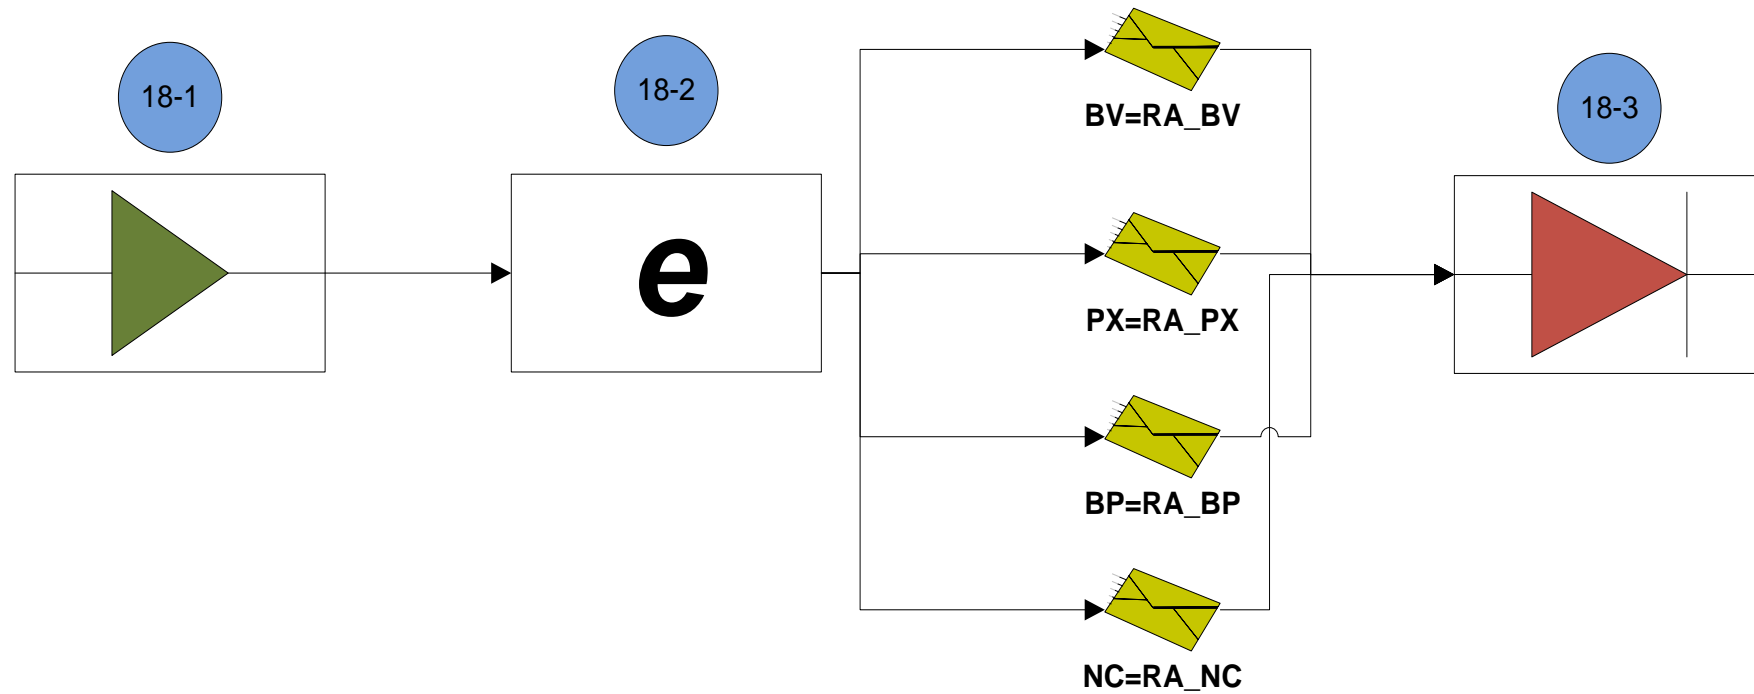 18-1
18-2
18-3
e
BV=RA_BV
PX=RA_PX
BP=RA_BP
NC=RA_NC